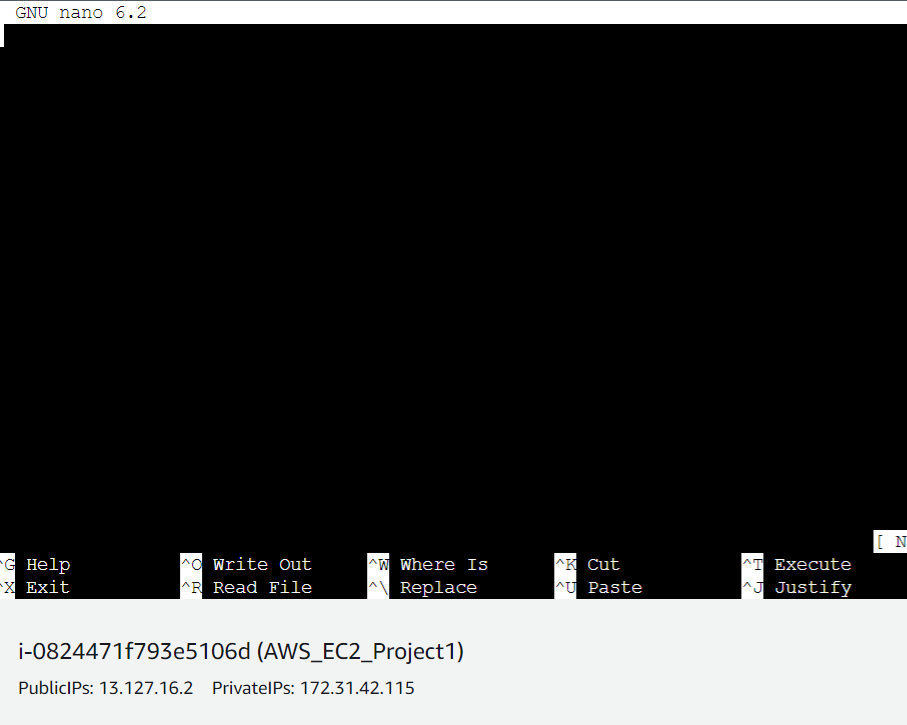 GNU nano 6.2
[ N
^G Help ^O Write Out ^W Where Is ^K Cut ^T Execute
^X Exit ^R Read File ^\ Replace ^U Paste ^J Justify
i-0824471f793e5106d (AWS_EC2_Project1)
PublicIPs: 13.127.16.2 PrivateIPs: 172.31.42.115